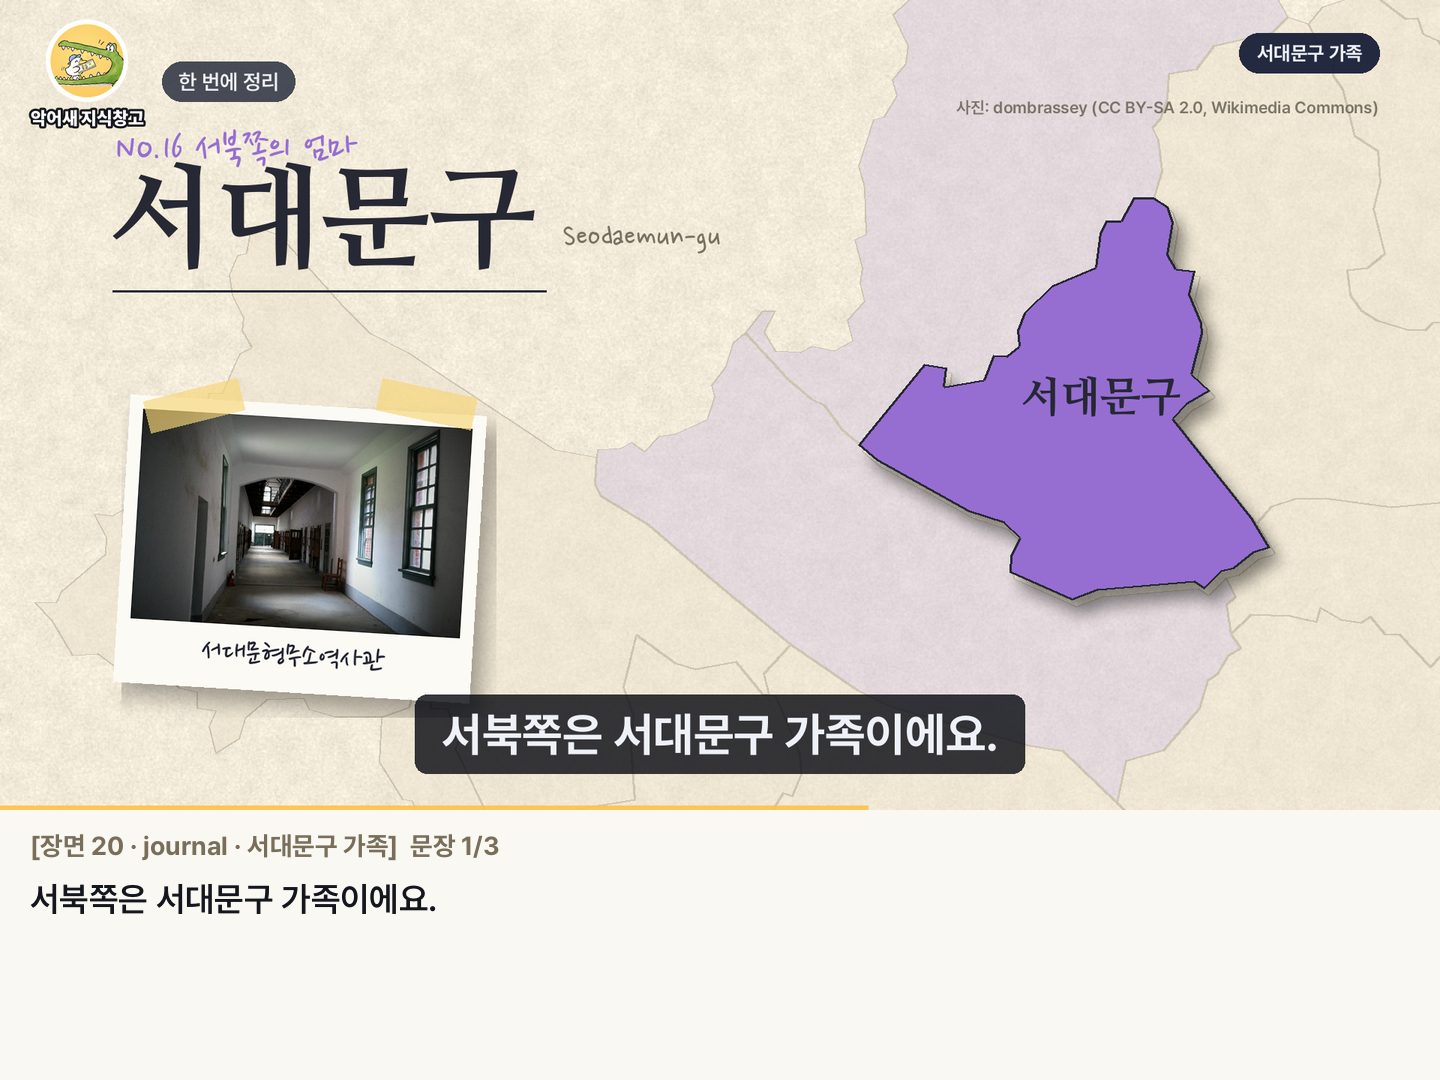 악어새 지식창고
한 번에 정리
서대문구 가족
사진: dombrassey (CC BY-SA 2.0, Wikimedia Commons)
NO.16 서북쪽의 엄마
서대문구
Seodaemun-gu
서대문구
서대문형무소역사관
서북쪽은 서대문구 가족이에요.
[장면 20 · journal · 서대문구 가족] 문장 1/3
서북쪽은 서대문구 가족이에요.